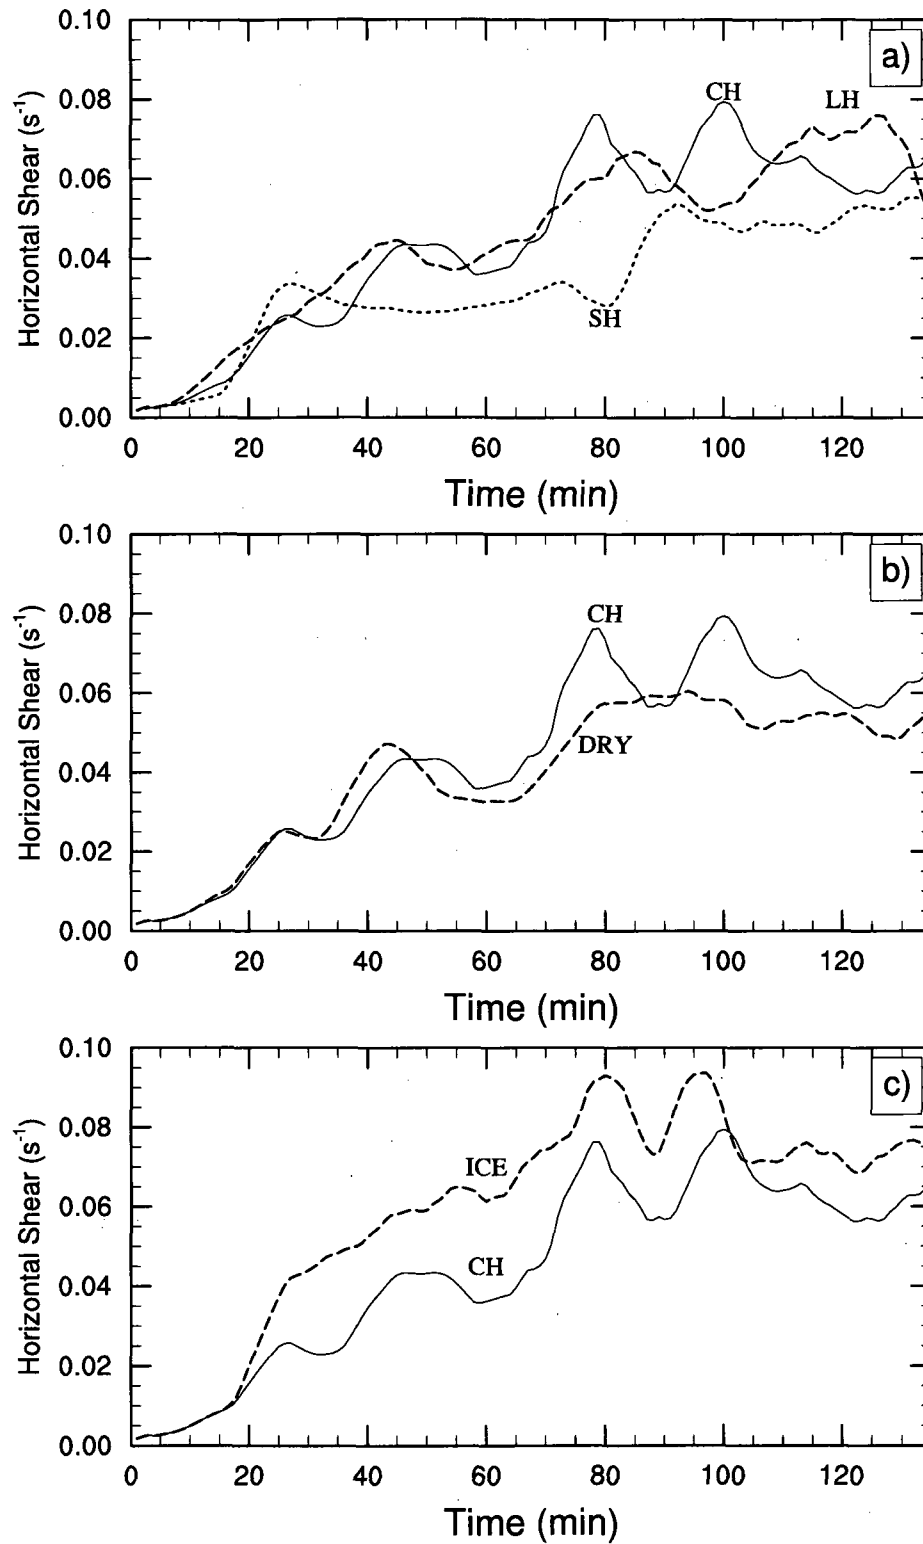 0.10
a)
CH
LH
0.08
0.06
0.04
SH
0.02
0.00
Horizontal Shear (s-1)
0 20 40 60 80 100 120
Time (min)
0.10
b)
CH
0.08
0.06
DRY
0.04
0.02
0.00
Horizontal Shear (s-1)
0 20 40 60 80 100 120
Time (min)
0.10
c)
0.08
ICE
0.06
CH
0.04
0.02
0.00
Horizontal Shear (s-1)
0 20 40 60 80 100 120
Time (min)